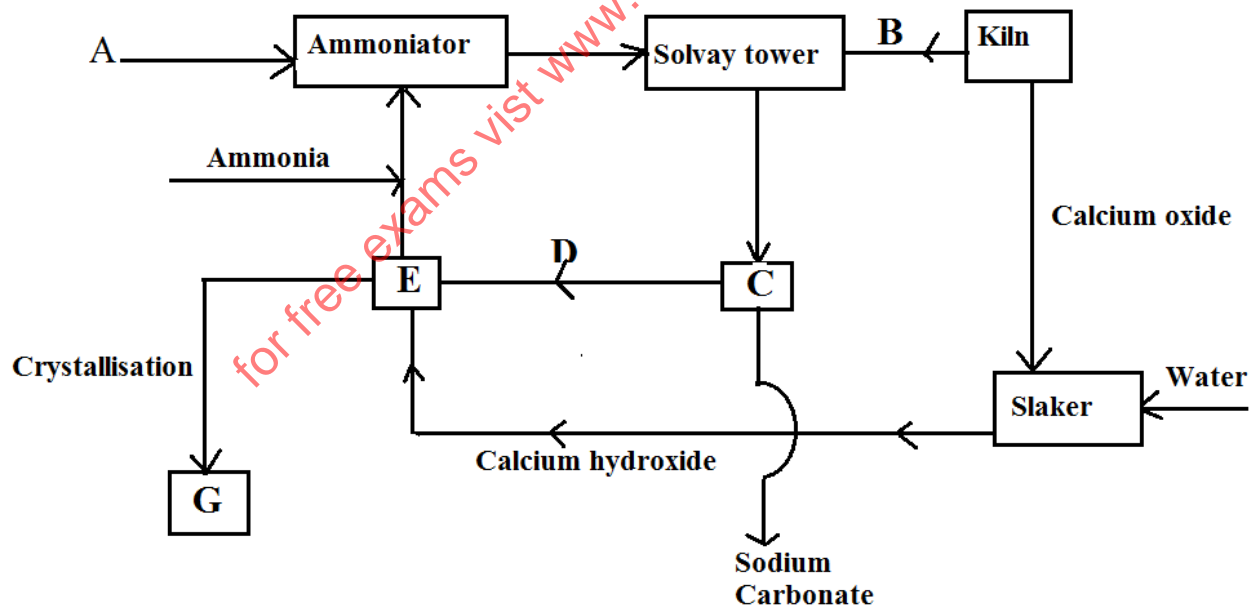 A
Ammoniator
Solvay tower
B
Kiln
Ammonia
Calcium oxide
D
E
C
Crystallisation
Water
Slaker
Calcium hydroxide
G
Sodium
Carbonate
for free exams vist www.